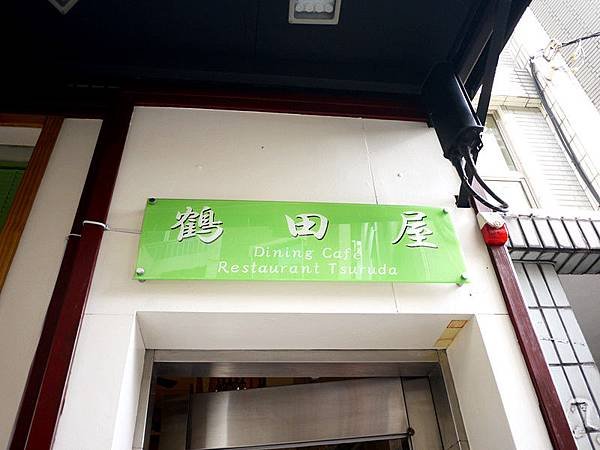 鶴田屋
Dining Café
Restaurant Tsuruda